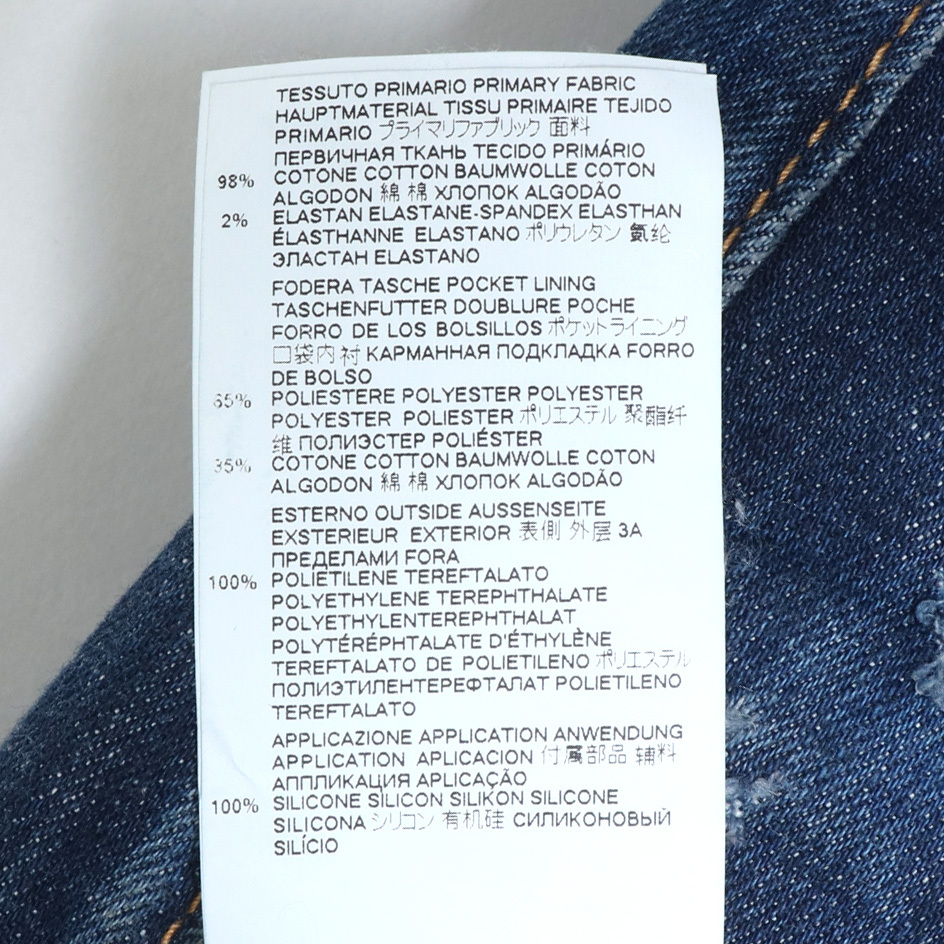 TESSUTO PRIMARIO PRIMARY FABRIC
HAUPTMATERIAL TISSU PRIMAIRE TEJIDO
PRIMARIO プライマリファブリック 面料
ПЕРВИЧНАЯ ТКАНЬ TECIDO PRIMÁRIO
98% COTONE COTTON BAUMWOLLE COTON
ALGODON 綿 棉 ХЛОПОК ALGODÃO
2% ELASTAN ELASTANE-SPANDEX ELASTHAN
ÉLASTHANNE ELASTANO ポリウレタン 氨纶
ЭЛАСТАН ELASTANO
FODERA TASCHE POCKET LINING
TASCHENFUTTER DOUBLURE POCHE
FORRO DE LOS BOLSILLOS ポケットライニング
口袋内衬 КАРМАННАЯ ПОДКЛАДКА FORRO
DE BOLSO
65% POLIESTERE POLYESTER POLYESTER
POLYESTER POLIESTER ポリエステル 聚酯纤
维 ПОЛИЭСТЕР POLIÉSTER
35% COTONE COTTON BAUMWOLLE COTON
ALGODON 綿 棉 ХЛОПОК ALGODÃO
ESTERNO OUTSIDE AUSSENSEITE
EXSTERIEUR EXTERIOR 表側 外层 ЗА
ПРЕДЕЛАМИ FORA
100% POLIETILENE TEREFTALATO
POLYETHYLENE TEREPHTHALATE
POLYETHYLENTEREPHTHALAT
POLYTÉRÉPHTALATE D'ÉTHYLÈNE
TEREFTALATO DE POLIETILENO ポリエステル
ПОЛИЭТИЛЕНТЕРЕФТАЛАТ POLIETILENO
TEREFTALATO
APPLICAZIONE APPLICATION ANWENDUNG
APPLICATION APLICACION 付属部品 辅料
АППЛИКАЦИЯ APLICAÇÃO
100% SILICONE SILICON SILIKON SILICONE
SILICONA シリコン 有机硅 СИЛИКОНОВЫЙ
SILÍCIO